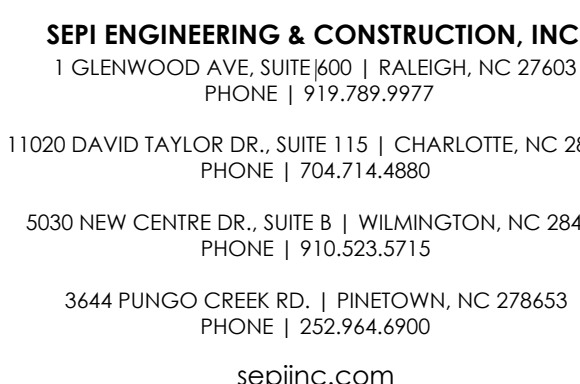 SEPI ENGINEERING & CONSTRUCTION, INC
1 GLENWOOD AVE, SUITE 600 | RALEIGH, NC 27603
PHONE | 919.789.9977
11020 DAVID TAYLOR DR., SUITE 115 | CHARLOTTE, NC 28
PHONE | 704.714.4880
5030 NEW CENTRE DR., SUITE B | WILMINGTON, NC 284
PHONE | 910.523.5715
3644 PUNGO CREEK RD. | PINETOWN, NC 278653
PHONE | 252.964.6900
sepiinc.com